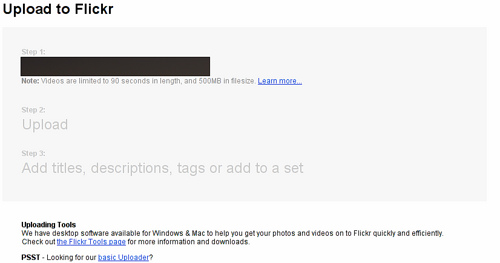 Upload to Flickr
Step 1:
Note: Videos are limited to 90 seconds in length, and 500MB in filesize. Learn more...
Step 2:
Upload
Step 3:
Add titles, descriptions, tags or add to a set
Uploading Tools
We have desktop software available for Windows & Mac to help you get your photos and videos on to Flickr quickly and efficiently.
Check out the Flickr Tools page for more information and downloads.
PSST - Looking for our basic Uploader?